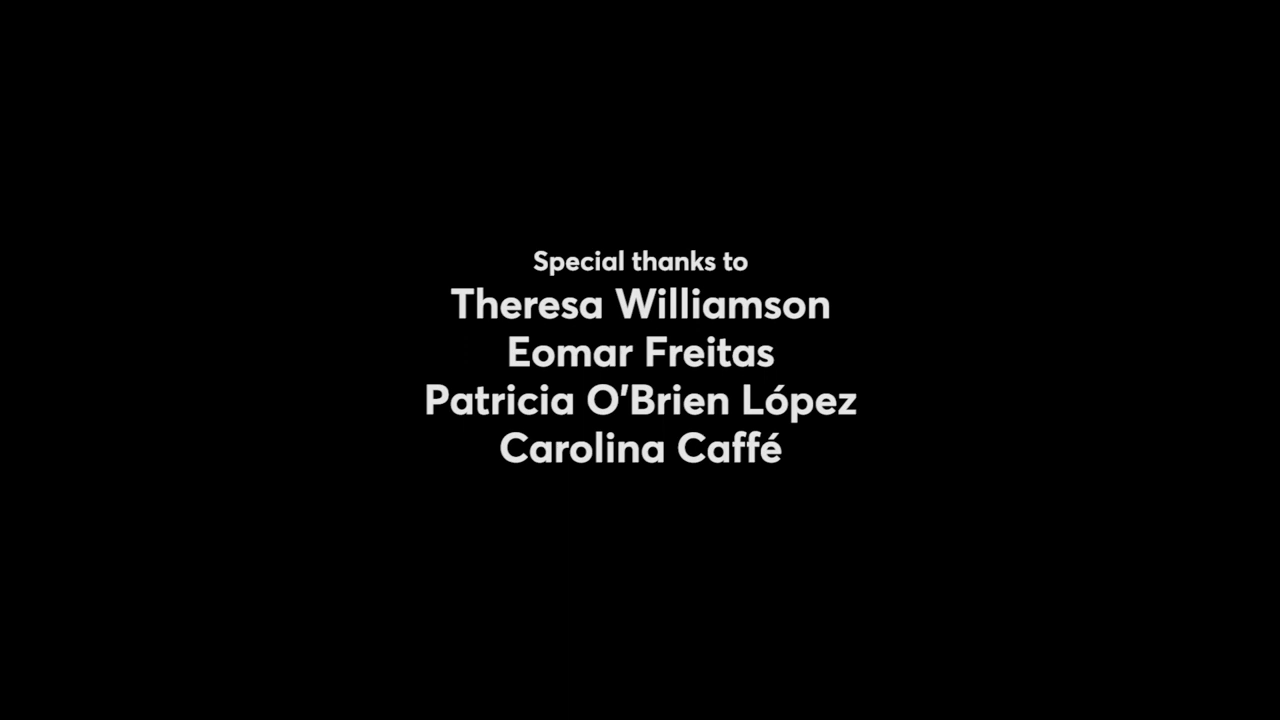 Special thanks to
Theresa Williamson
Eomar Freitas
Patricia O'Brien López
Carolina Caffé